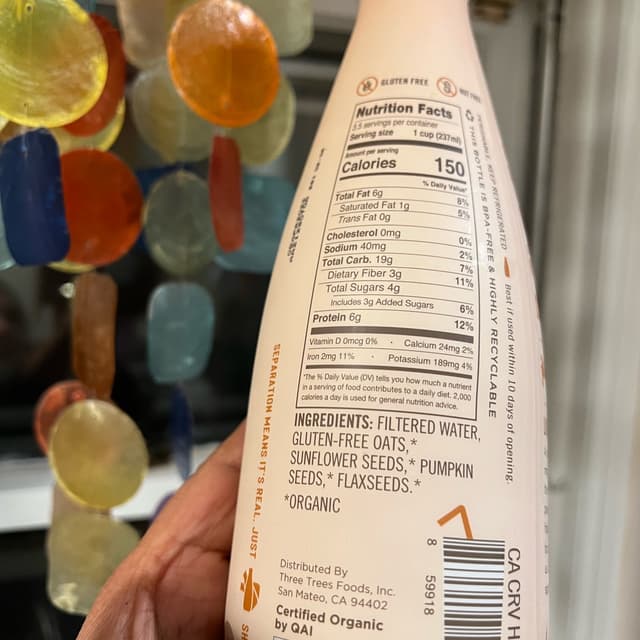 GLUTEN FREE
NUT FREE
Nutrition Facts
3.5 servings per container
Serving size 1 cup (237ml)
Amount per serving
Calories 150
% Daily Value*
Total Fat 6g 8%
Saturated Fat 1g 5%
Trans Fat 0g
Cholesterol 0mg 0%
Sodium 40mg 2%
Total Carb. 19g 7%
Dietary Fiber 3g 11%
Total Sugars 4g
Includes 3g Added Sugars 6%
Protein 6g 12%
Vitamin D 0mcg 0% · Calcium 24mg 2%
Iron 2mg 11% · Potassium 189mg 4%
*The % Daily Value (DV) tells you how much a nutrient
in a serving of food contributes to a daily diet. 2,000
calories a day is used for general nutrition advice.
INGREDIENTS: FILTERED WATER,
GLUTEN-FREE OATS,*
SUNFLOWER SEEDS,* PUMPKIN
SEEDS,* FLAXSEEDS.*
*ORGANIC
Distributed By
Three Trees Foods, Inc.
San Mateo, CA 94402
Certified Organic
by QAI
SEPARATION MEANS IT'S REAL. JUST
SH
THIS BOTTLE IS BPA-FREE & HIGHLY RECYCLABLE
KEEP REFRIGERATED
Best if used within 10 days of opening.
8 59918
CA CRV